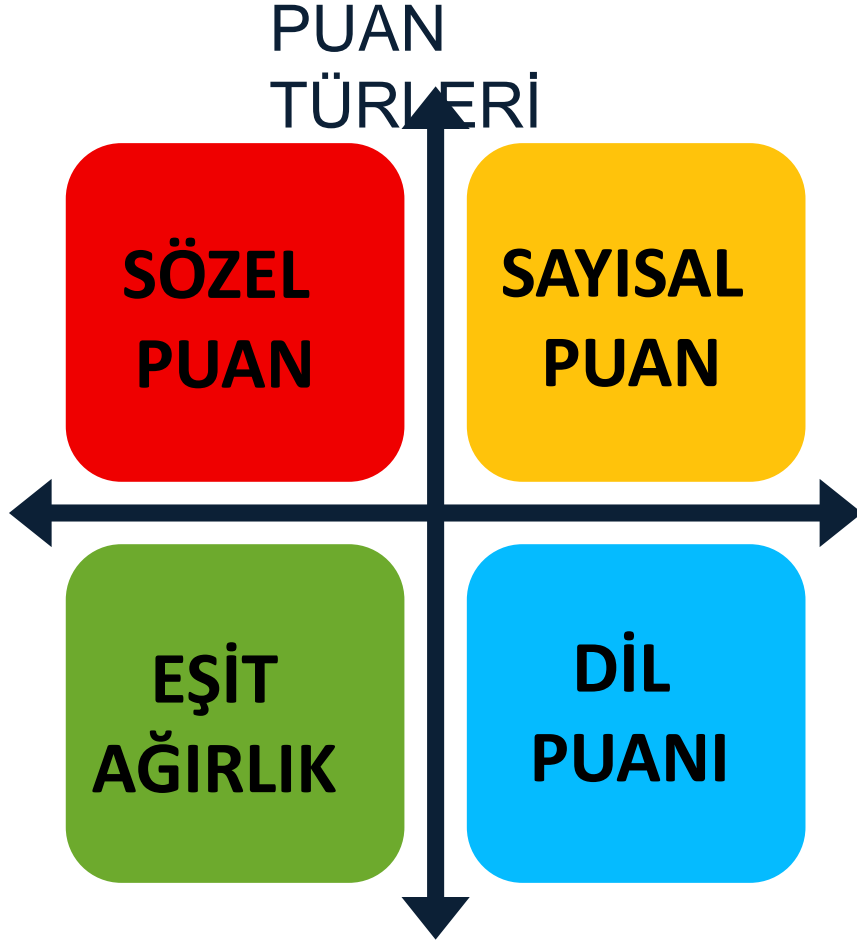 PUAN
TÜRLERİ
SÖZEL
PUAN
SAYISAL
PUAN
EŞİT
AĞIRLIK
DİL
PUANI